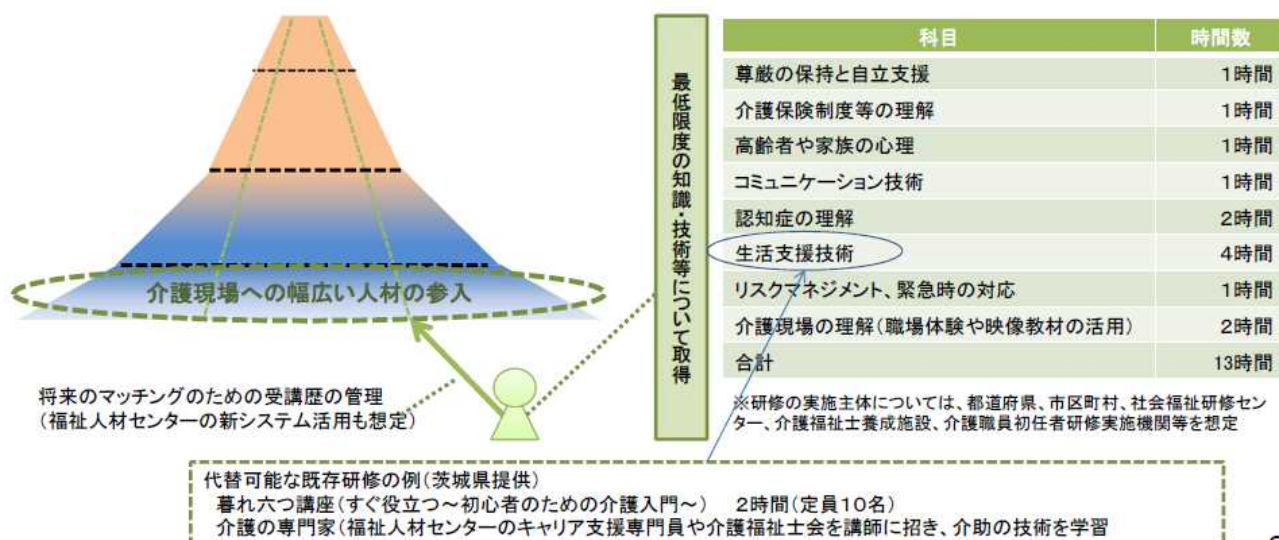 介護現場への幅広い人材の参入
将来のマッチングのための受講歴の管理
(福祉人材センターの新システム活用も想定)
最低限度の知識・技術等について取得
科目 時間数
尊厳の保持と自立支援 1時間
介護保険制度等の理解 1時間
高齢者や家族の心理 1時間
コミュニケーション技術 1時間
認知症の理解 2時間
生活支援技術 4時間
リスクマネジメント、緊急時の対応 1時間
介護現場の理解(職場体験や映像教材の活用) 2時間
合計 13時間
※研修の実施主体については、都道府県、市区町村、社会福祉研修セン
ター、介護福祉士養成施設、介護職員初任者研修実施機関等を想定
代替可能な既存研修の例(茨城県提供)
暮れ六つ講座(すぐ役立つ~初心者のための介護入門~) 2時間(定員10名)
介護の専門家(福祉人材センターのキャリア支援専門員や介護福祉士会を講師に招き、介助の技術を学習